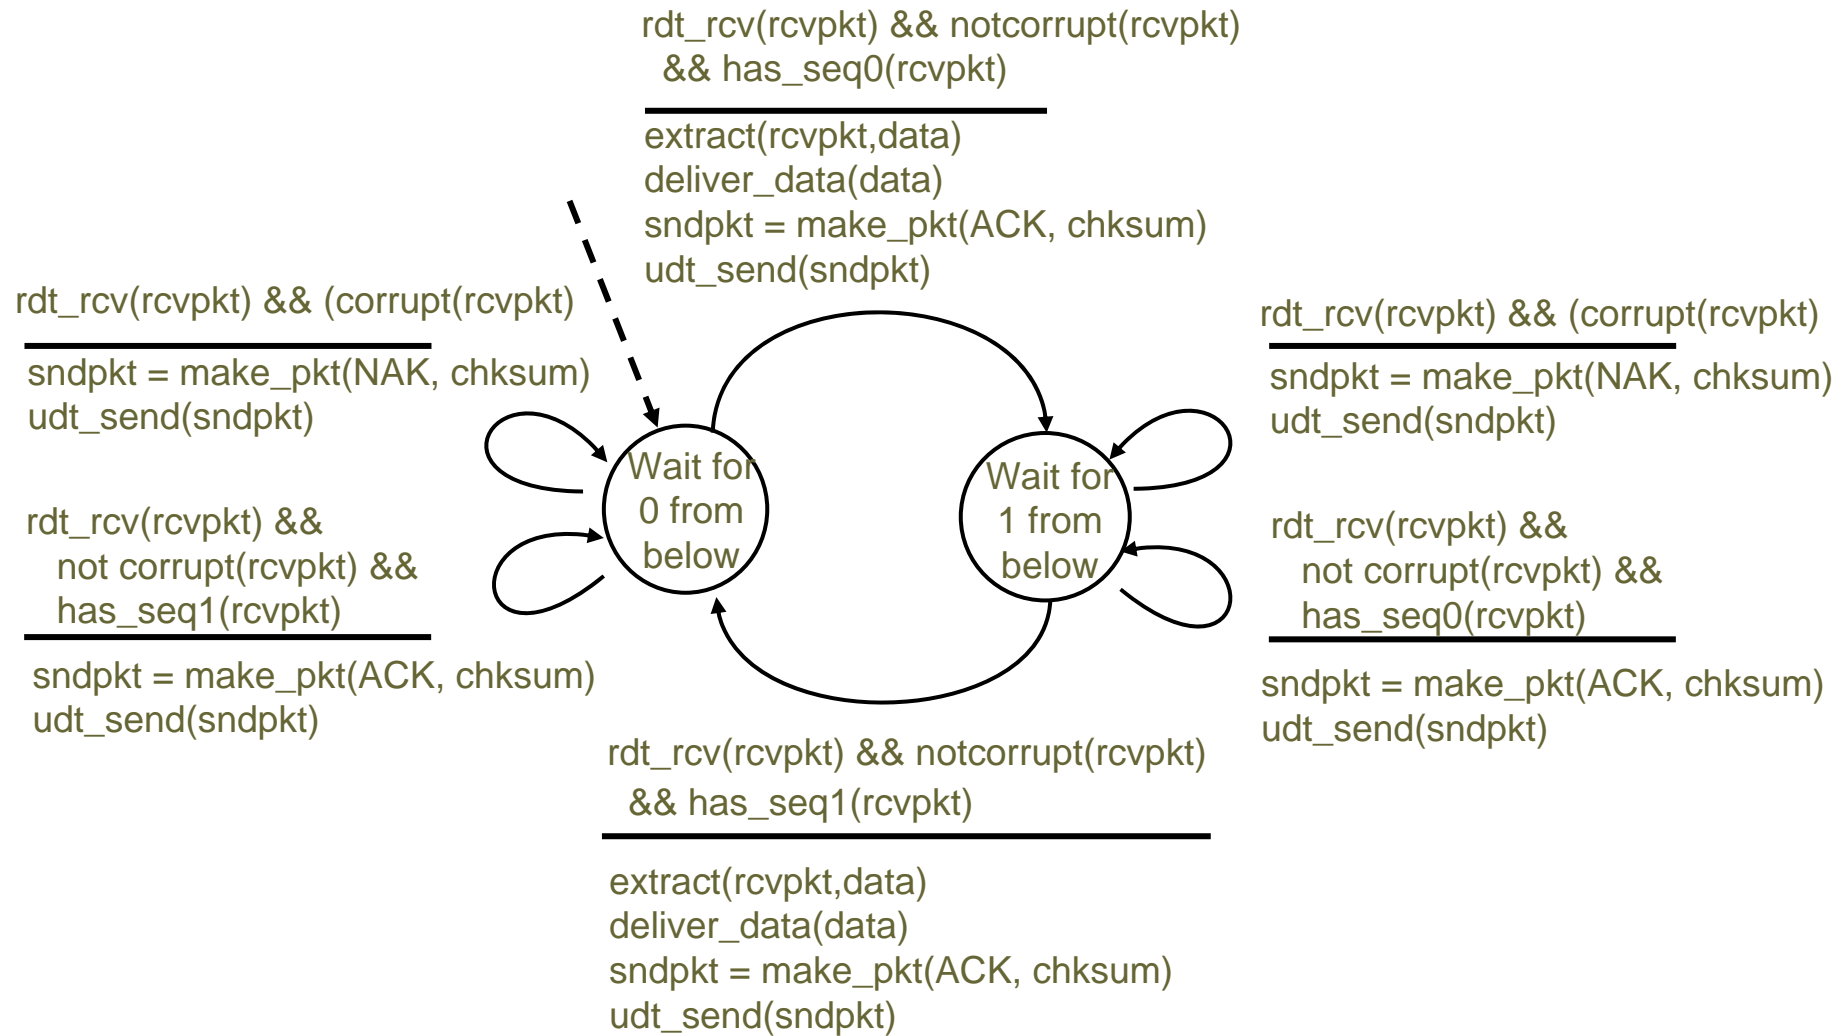 rdt_rcv(rcvpkt) && notcorrupt(rcvpkt)
&& has_seq0(rcvpkt)
extract(rcvpkt,data)
deliver_data(data)
sndpkt = make_pkt(ACK, chksum)
udt_send(sndpkt)
rdt_rcv(rcvpkt) && (corrupt(rcvpkt)
sndpkt = make_pkt(NAK, chksum)
udt_send(sndpkt)
rdt_rcv(rcvpkt) &&
not corrupt(rcvpkt) &&
has_seq1(rcvpkt)
sndpkt = make_pkt(ACK, chksum)
udt_send(sndpkt)
Wait for
0 from
below
Wait for
1 from
below
rdt_rcv(rcvpkt) && (corrupt(rcvpkt)
sndpkt = make_pkt(NAK, chksum)
udt_send(sndpkt)
rdt_rcv(rcvpkt) &&
not corrupt(rcvpkt) &&
has_seq0(rcvpkt)
sndpkt = make_pkt(ACK, chksum)
udt_send(sndpkt)
rdt_rcv(rcvpkt) && notcorrupt(rcvpkt)
&& has_seq1(rcvpkt)
extract(rcvpkt,data)
deliver_data(data)
sndpkt = make_pkt(ACK, chksum)
udt_send(sndpkt)